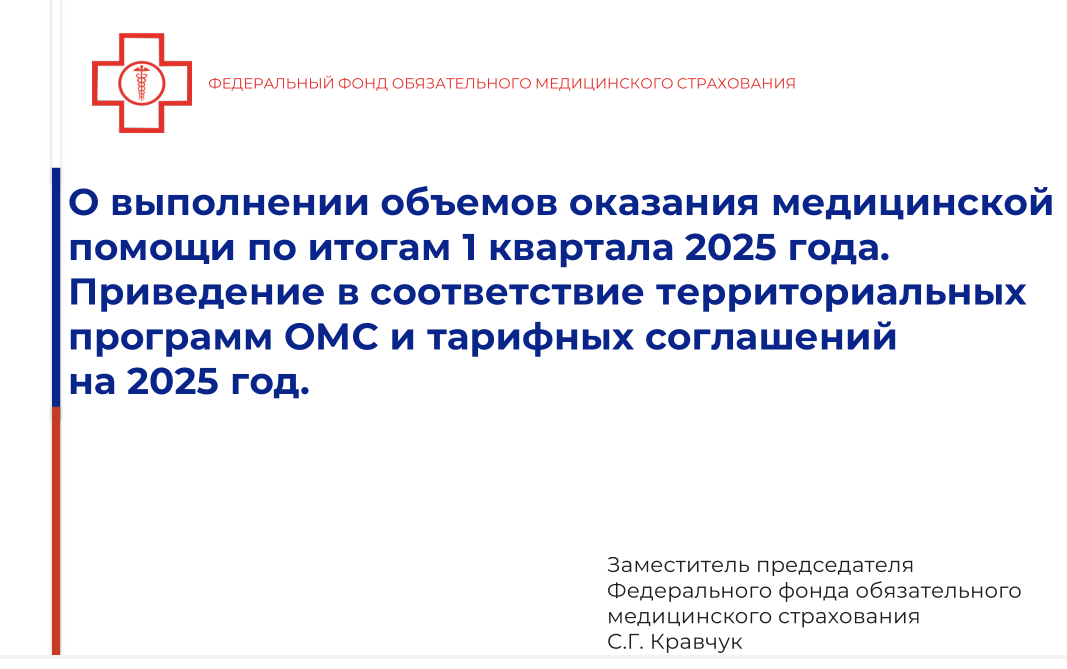 ФЕДЕРАЛЬНЫЙ ФОНД ОБЯЗАТЕЛЬНОГО МЕДИЦИНСКОГО СТРАХОВАНИЯ
О выполнении объемов оказания медицинской
помощи по итогам 1 квартала 2025 года.
Приведение в соответствие территориальных
программ ОМС и тарифных соглашений
на 2025 год.
Заместитель председателя
Федерального фонда обязательного
медицинского страхования
С.Г. Кравчук